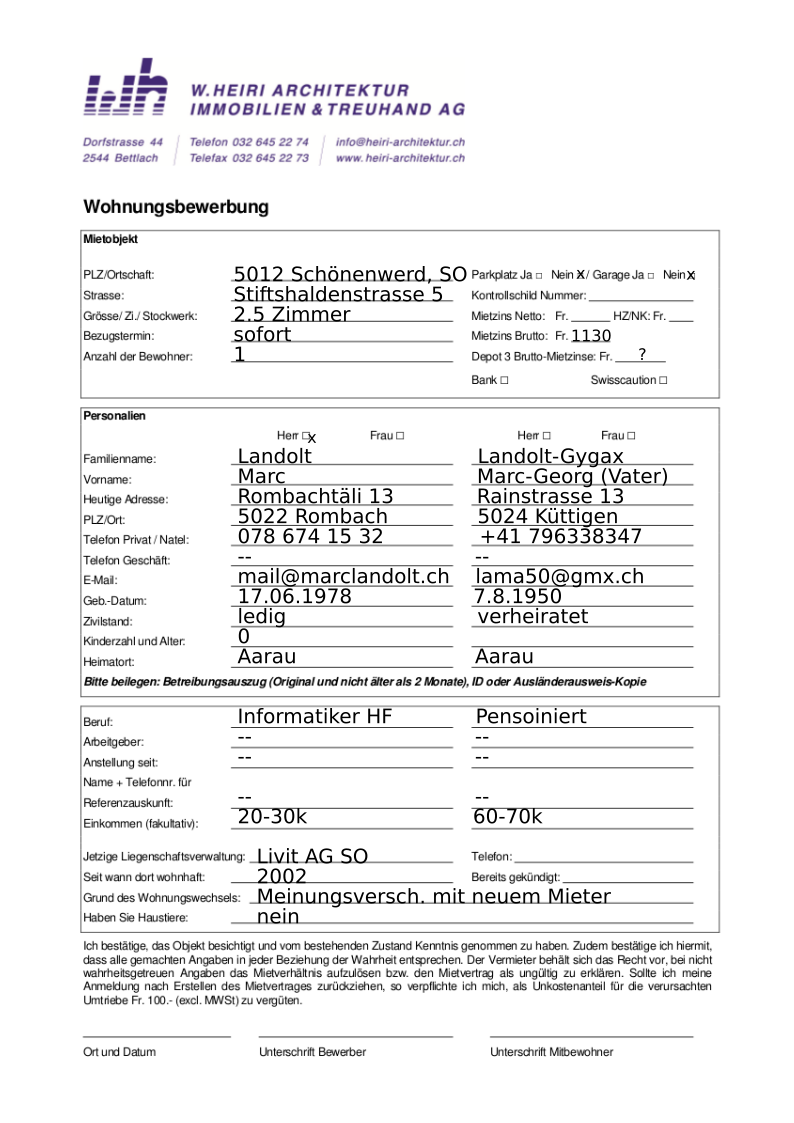 wh W.HEIRI ARCHITEKTUR
IMMOBILIEN & TREUHAND AG
Dorfstrasse 44 Telefon 032 645 22 74 info@heiri-architektur.ch
2544 Bettlach Telefax 032 645 22 73 www.heiri-architektur.ch
Wohnungsbewerbung
Mietobjekt
PLZ/Ortschaft: 5012 Schönenwerd, SO Parkplatz Ja □ Nein X / Garage Ja □ Nein x
Strasse: Stiftshaldenstrasse 5 Kontrollschild Nummer:
Grösse/ Zi./ Stockwerk: 2.5 Zimmer Mietzins Netto: Fr. HZ/NK: Fr.
Bezugstermin: sofort Mietzins Brutto: Fr. 1130
Anzahl der Bewohner: 1 Depot 3 Brutto-Mietzinse: Fr. ?
Bank □ Swisscaution □
Personalien
Herr □x Frau □ Herr □ Frau □
Familienname: Landolt Landolt-Gygax
Vorname: Marc Marc-Georg (Vater)
Heutige Adresse: Rombachtäli 13 Rainstrasse 13
PLZ/Ort: 5022 Rombach 5024 Küttigen
Telefon Privat / Natel: 078 674 15 32 +41 796338347
Telefon Geschäft: -- --
E-Mail: mail@marclandolt.ch lama50@gmx.ch
Geb.-Datum: 17.06.1978 7.8.1950
Zivilstand: ledig verheiratet
Kinderzahl und Alter: 0
Heimatort: Aarau Aarau
Bitte beilegen: Betreibungsauszug (Original und nicht älter als 2 Monate), ID oder Ausländerausweis-Kopie
Beruf: Informatiker HF Pensoiniert
Arbeitgeber: -- --
Anstellung seit: -- --
Name + Telefonnr. für
Referenzauskunft: -- --
Einkommen (fakultativ): 20-30k 60-70k
Jetzige Liegenschaftsverwaltung: Livit AG SO Telefon:
Seit wann dort wohnhaft: 2002 Bereits gekündigt:
Grund des Wohnungswechsels: Meinungsversch. mit neuem Mieter
Haben Sie Haustiere: nein
Ich bestätige, das Objekt besichtigt und vom bestehenden Zustand Kenntnis genommen zu haben. Zudem bestätige ich hiermit,
dass alle gemachten Angaben in jeder Beziehung der Wahrheit entsprechen. Der Vermieter behält sich das Recht vor, bei nicht
wahrheitsgetreuen Angaben das Mietverhältnis aufzulösen bzw. den Mietvertrag als ungültig zu erklären. Sollte ich meine
Anmeldung nach Erstellen des Mietvertrages zurückziehen, so verpflichte ich mich, als Unkostenanteil für die verursachten
Umtriebe Fr. 100.- (excl. MWSt) zu vergüten.
Ort und Datum Unterschrift Bewerber Unterschrift Mitbewohner